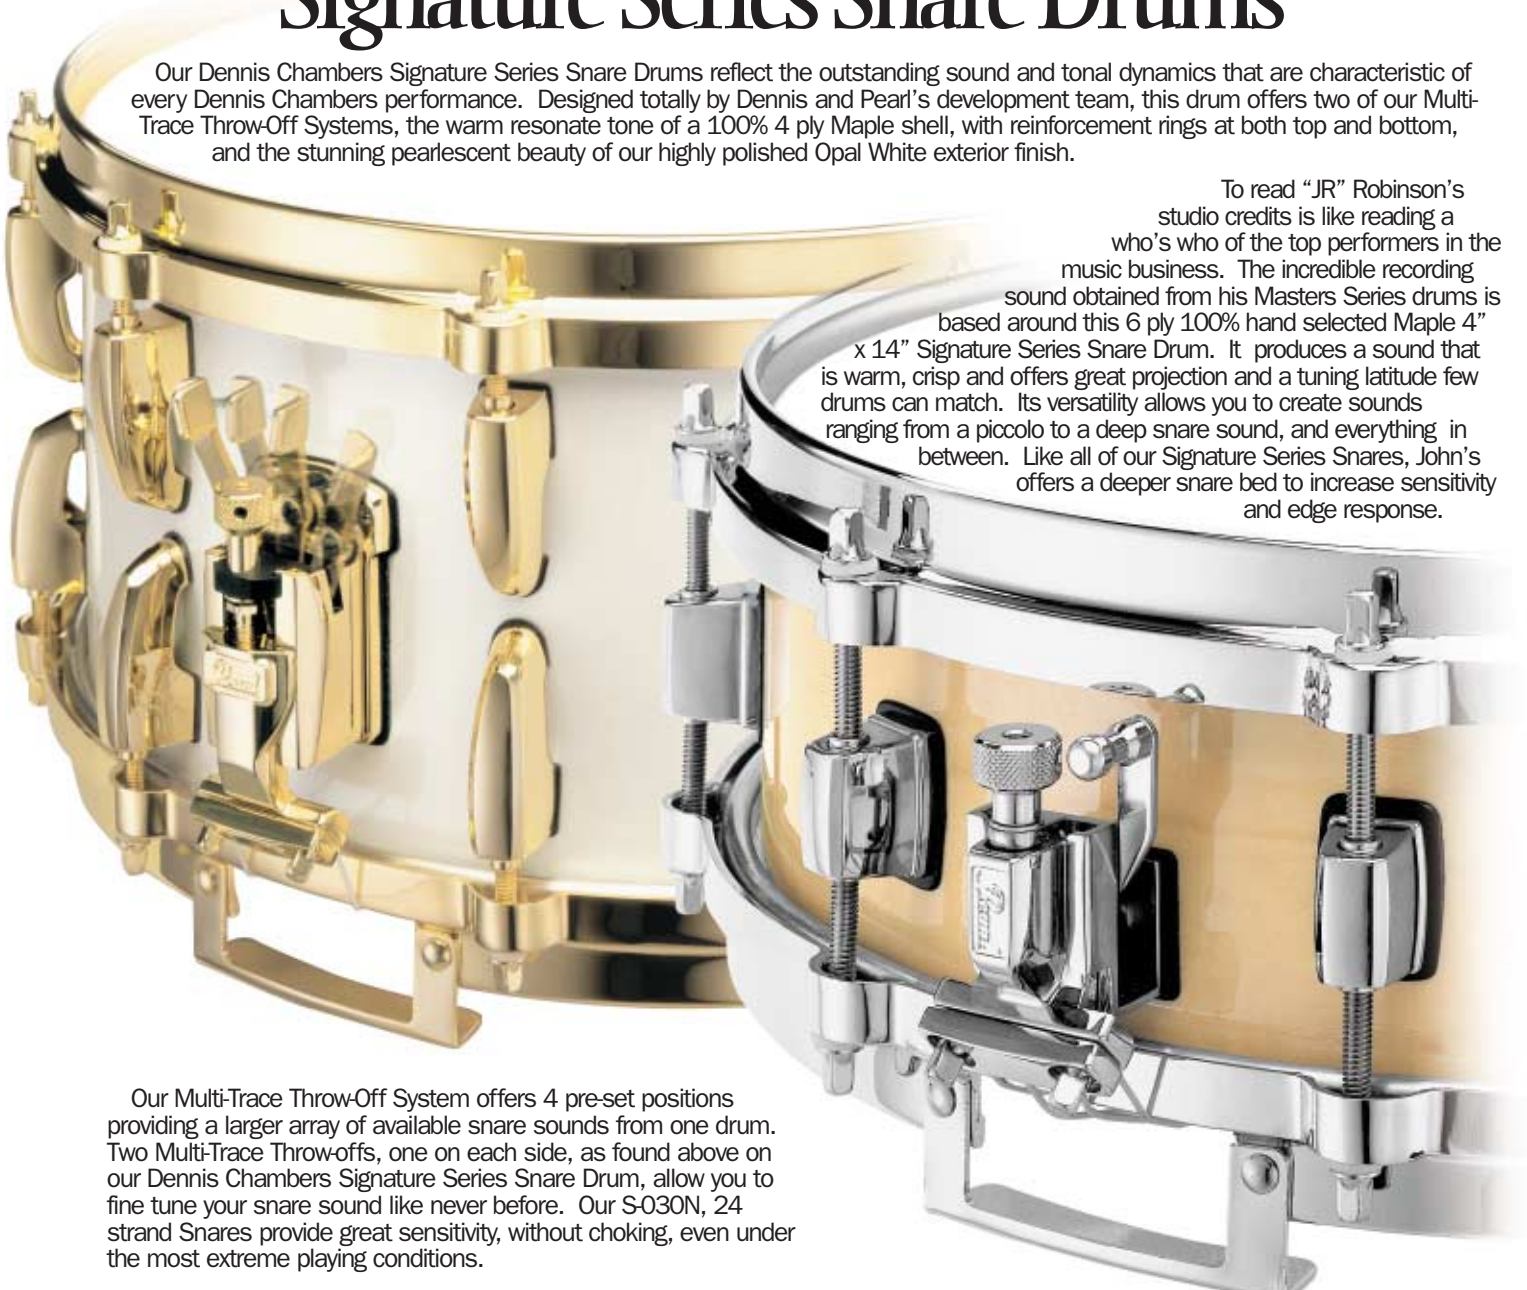 Signature Series Snare Drums
Our Dennis Chambers Signature Series Snare Drums reflect the outstanding sound and tonal dynamics that are characteristic of
every Dennis Chambers performance.  Designed totally by Dennis and Pearl's development team, this drum offers two of our Multi-
Trace Throw-Off Systems, the warm resonate tone of a 100% 4 ply Maple shell, with reinforcement rings at both top and bottom,
and the stunning pearlescent beauty of our highly polished Opal White exterior finish.
To read “JR” Robinson's
studio credits is like reading a
who's who of the top performers in the
music business.  The incredible recording
sound obtained from his Masters Series drums is
based around this 6 ply 100% hand selected Maple 4”
x 14” Signature Series Snare Drum.  It  produces a sound that
is warm, crisp and offers great projection and a tuning latitude few
drums can match.  Its versatility allows you to create sounds
ranging from a piccolo to a deep snare sound, and everything  in
between.  Like all of our Signature Series Snares, John's
offers a deeper snare bed to increase sensitivity
and edge response.
Pearl
Pearl
Our Multi-Trace Throw-Off System offers 4 pre-set positions
providing a larger array of available snare sounds from one drum.
Two Multi-Trace Throw-offs, one on each side, as found above on
our Dennis Chambers Signature Series Snare Drum, allow you to
fine tune your snare sound like never before.  Our S-030N, 24
strand Snares provide great sensitivity, without choking, even under
the most extreme playing conditions.